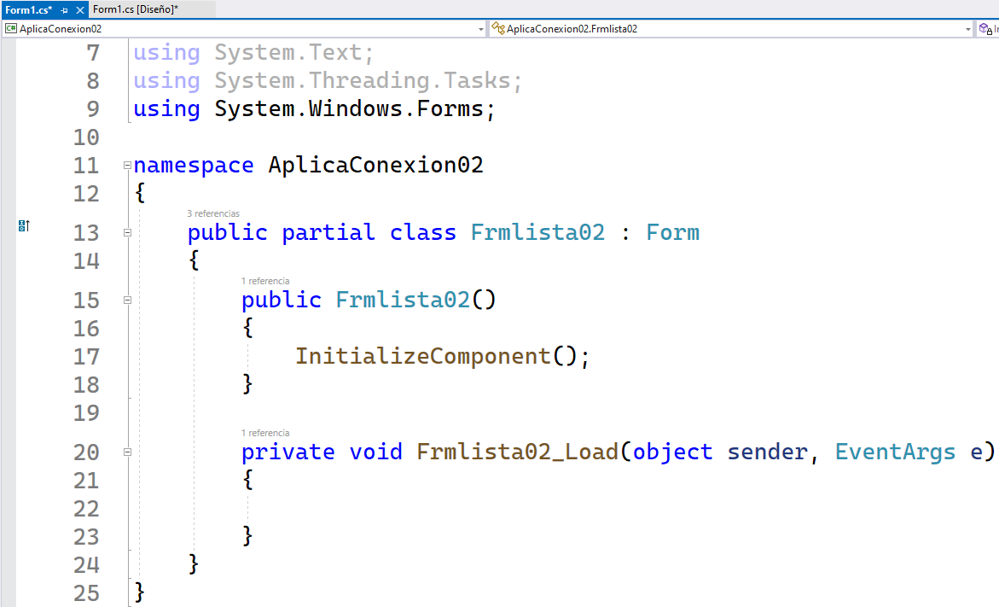 Form1.cs* Form1.cs [Diseño]*
C# AplicaConexion02 AplicaConexion02.Frmlista02
7 using System.Text;
8 using System.Threading.Tasks;
9 using System.Windows.Forms;
10
11 namespace AplicaConexion02
12 {
3 referencias
13 public partial class Frmlista02 : Form
14 {
1 referencia
15 public Frmlista02()
16 {
17 InitializeComponent();
18 }
19
1 referencia
20 private void Frmlista02_Load(object sender, EventArgs e)
21 {
22
23 }
24 }
25 }